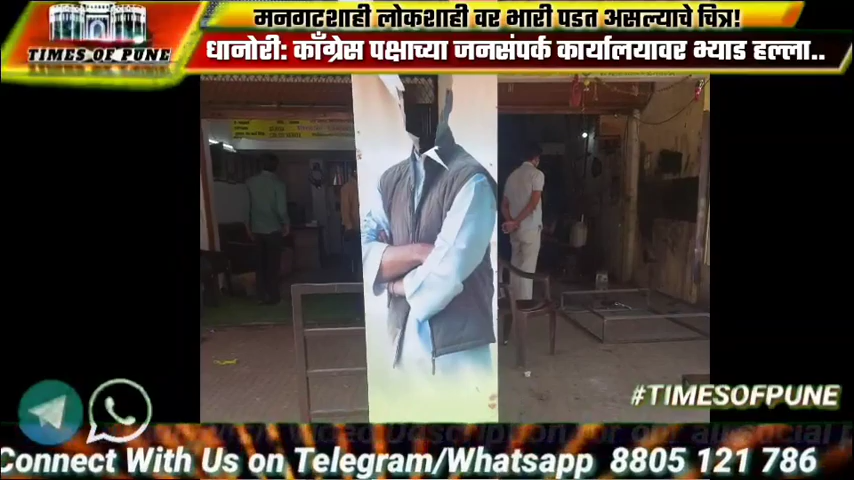 मनगटशाही लोकशाही वर भारी पडत असल्याचे चित्र!
TIMES OF PUNE
धानोरी: काँग्रेस पक्षाच्या जनसंपर्क कार्यालयावर भ्याड हल्ला..
#TIMESOFPUNE
Connect With Us on Telegram/Whatsapp 8805 121 786